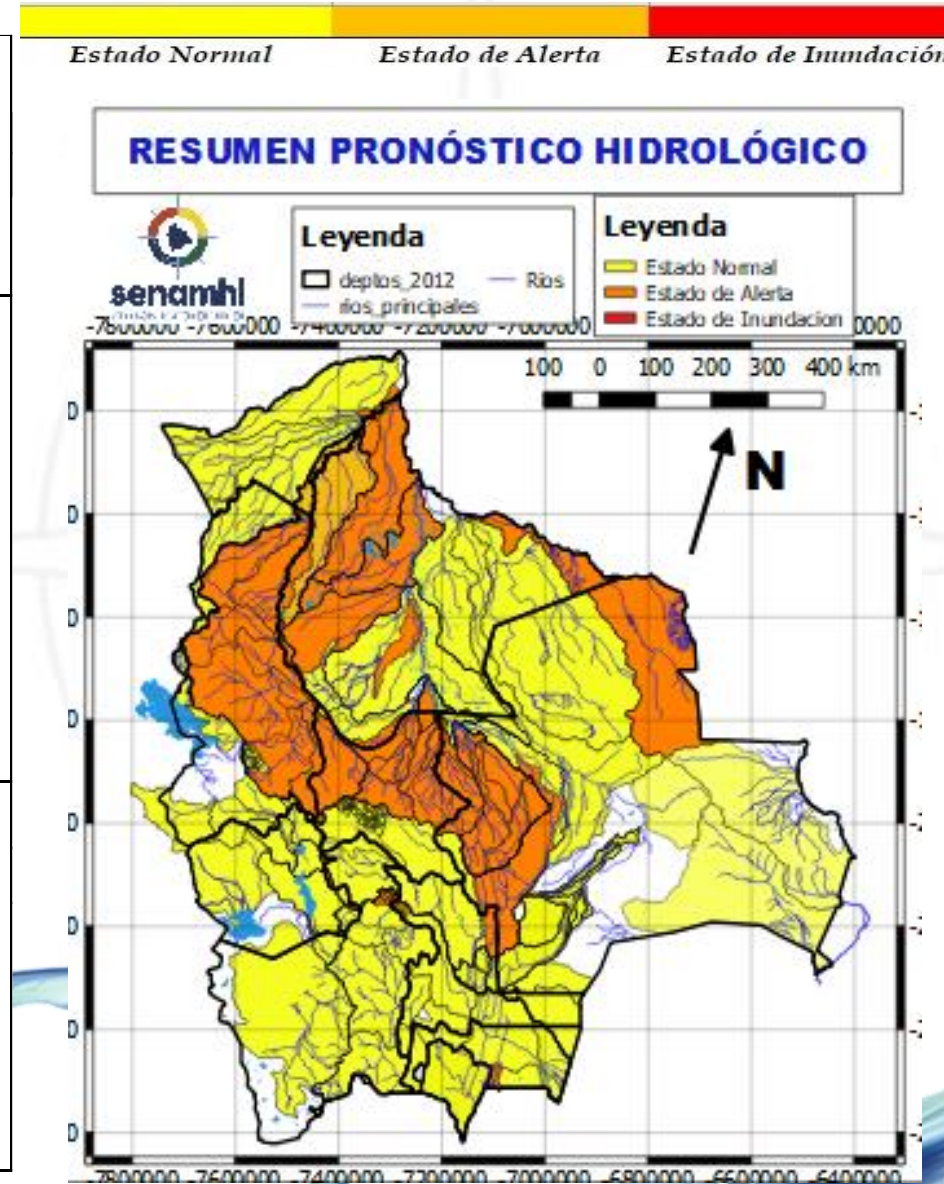 Estado Normal Estado de Alerta Estado de Inundación
RESUMEN PRONÓSTICO HIDROLÓGICO
senamhi
Leyenda
deptos_2012 Rios
rios_principales
Leyenda
Estado Normal
Estado de Alerta
Estado de Inundacion
-7800000 -7600000 -7400000 -7200000 -7000000
100 0 100 200 300 400 km
N
-7800000 -7600000 -7400000 -7200000 -7000000 -6800000 -6600000 -6400000